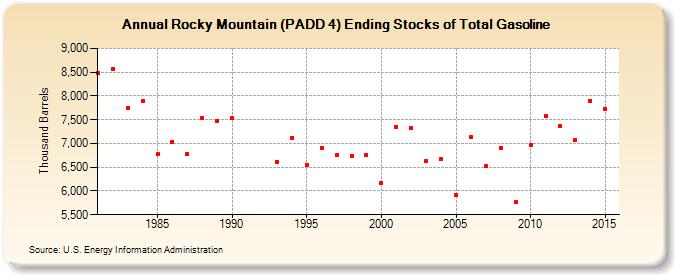 Annual Rocky Mountain (PADD 4) Ending Stocks of Total Gasoline
Thousand Barrels
9,000
8,500
8,000
7,500
7,000
6,500
6,000
5,500
1985 1990 1995 2000 2005 2010 2015
Source: U.S. Energy Information Administration